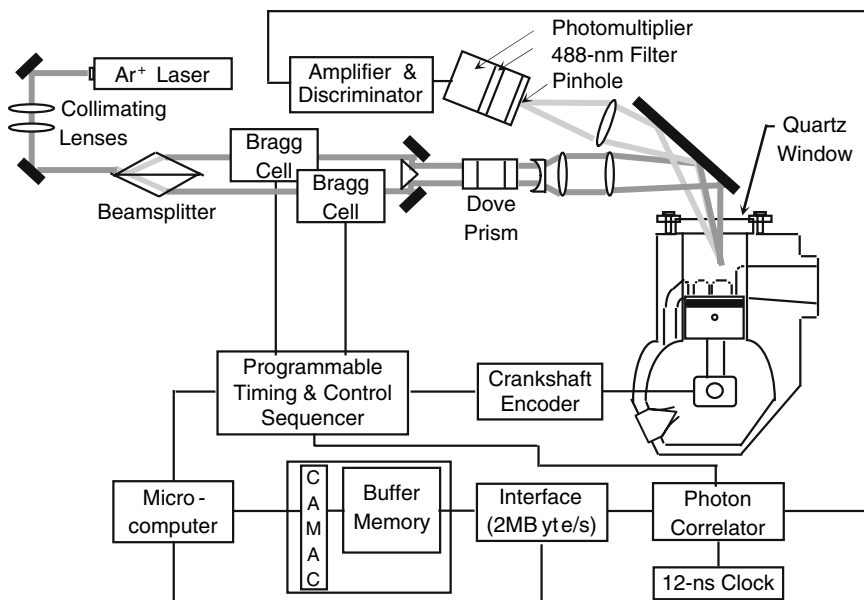 Photomultiplier
488-nm Filter
Pinhole
Ar+ Laser
Amplifier &
Discriminator
Collimating
Lenses
Quartz
Window
Bragg
Cell
Bragg
Cell
Beamsplitter
Dove
Prism
Programmable
Timing & Control
Sequencer
Crankshaft
Encoder
Micro-
computer
C
A
M
A
C
Buffer
Memory
Interface
(2MB yt e/s)
Photon
Correlator
12-ns Clock